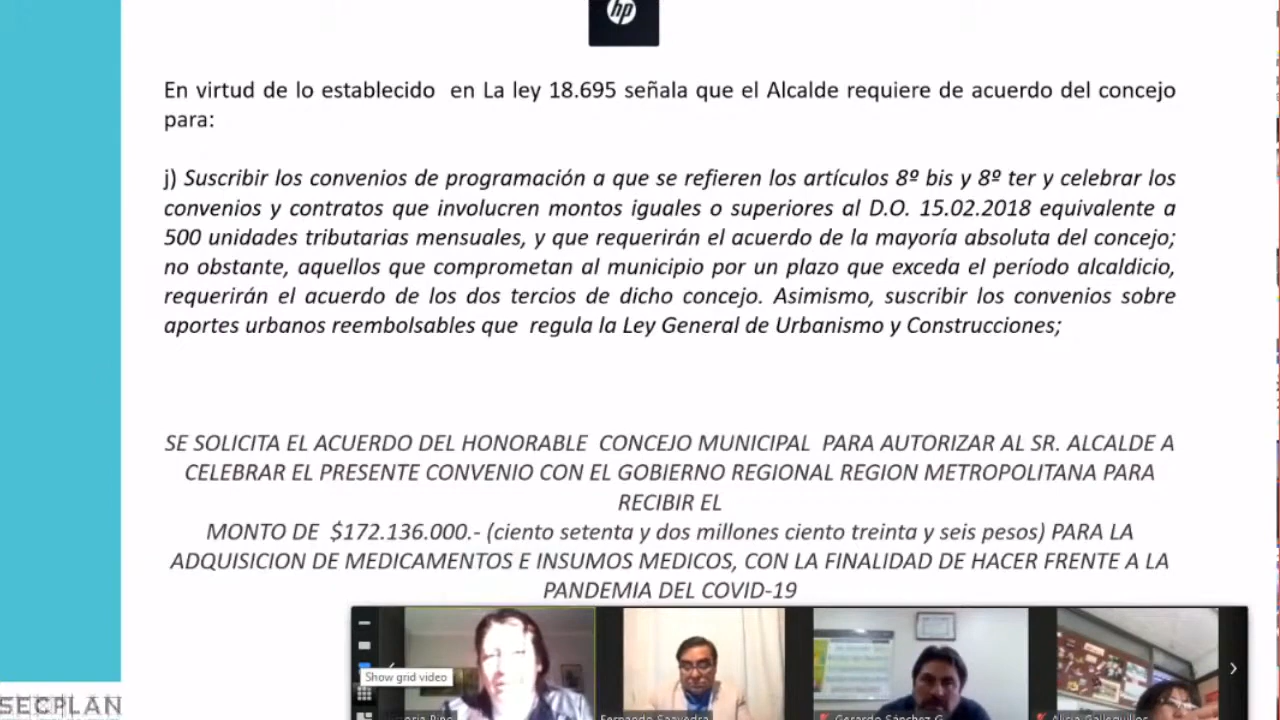 hp
En virtud de lo establecido en La ley 18.695 señala que el Alcalde requiere de acuerdo del concejo
para:
j) Suscribir los convenios de programación a que se refieren los artículos 8º bis y 8º ter y celebrar los
convenios y contratos que involucren montos iguales o superiores al D.O. 15.02.2018 equivalente a
500 unidades tributarias mensuales, y que requerirán el acuerdo de la mayoría absoluta del concejo;
no obstante, aquellos que comprometan al municipio por un plazo que exceda el período alcaldicio,
requerirán el acuerdo de los dos tercios de dicho concejo. Asimismo, suscribir los convenios sobre
aportes urbanos reembolsables que regula la Ley General de Urbanismo y Construcciones;
SE SOLICITA EL ACUERDO DEL HONORABLE CONCEJO MUNICIPAL PARA AUTORIZAR AL SR. ALCALDE A
CELEBRAR EL PRESENTE CONVENIO CON EL GOBIERNO REGIONAL REGION METROPOLITANA PARA
RECIBIR EL
MONTO DE $172.136.000.- (ciento setenta y dos millones ciento treinta y seis pesos) PARA LA
ADQUISICION DE MEDICAMENTOS E INSUMOS MEDICOS, CON LA FINALIDAD DE HACER FRENTE A LA
PANDEMIA DEL COVID-19
Show grid video
Fernando Saavedra
Gerardo Sánchez G.
Alicia Galleguillos
SECPLAN